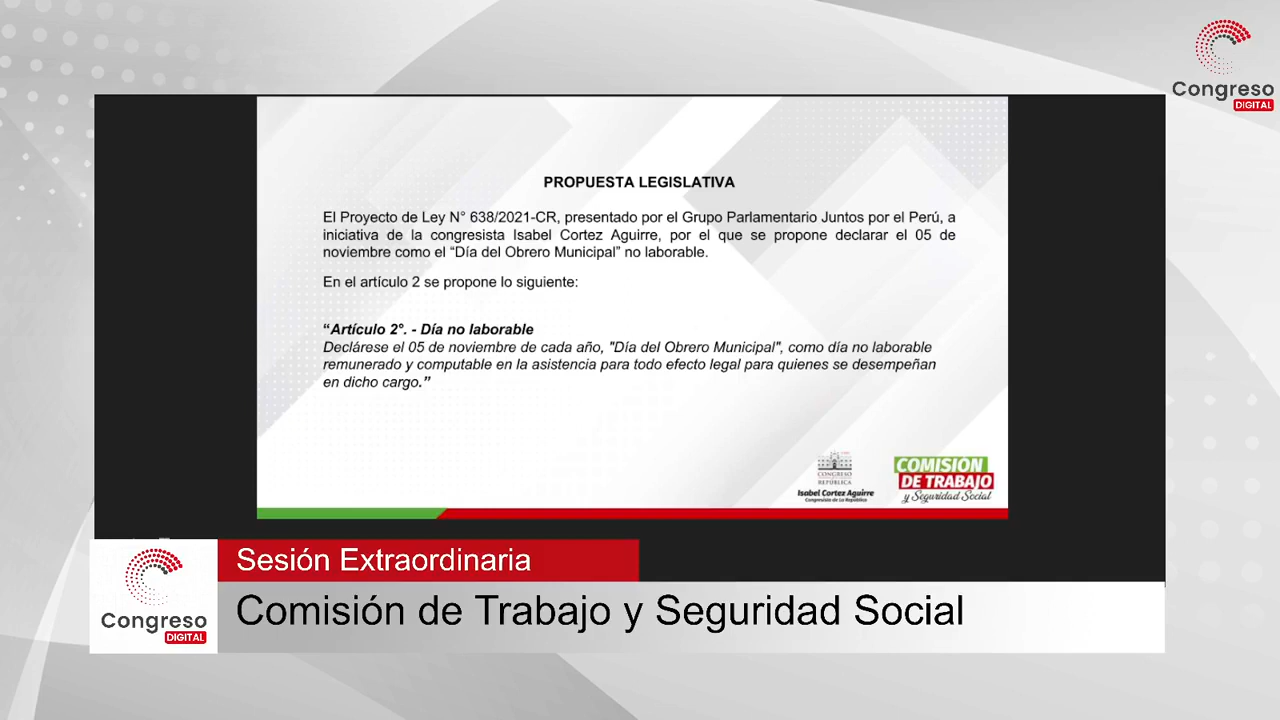 Congreso
DIGITAL
PROPUESTA LEGISLATIVA
El Proyecto de Ley N° 638/2021-CR, presentado por el Grupo Parlamentario Juntos por el Perú, a
iniciativa de la congresista Isabel Cortez Aguirre, por el que se propone declarar el 05 de
noviembre como el “Día del Obrero Municipal” no laborable.
En el artículo 2 se propone lo siguiente:
“Artículo 2°. - Día no laborable
Declárese el 05 de noviembre de cada año, "Día del Obrero Municipal", como día no laborable
remunerado y computable en la asistencia para todo efecto legal para quienes se desempeñan
en dicho cargo.”
CONGRESO
REPÚBLICA
Isabel Cortez Aguirre
Congresista de La República
COMISIÓN
DE TRABAJO
y Seguridad Social
Sesión Extraordinaria
Comisión de Trabajo y Seguridad Social
Congreso
DIGITAL